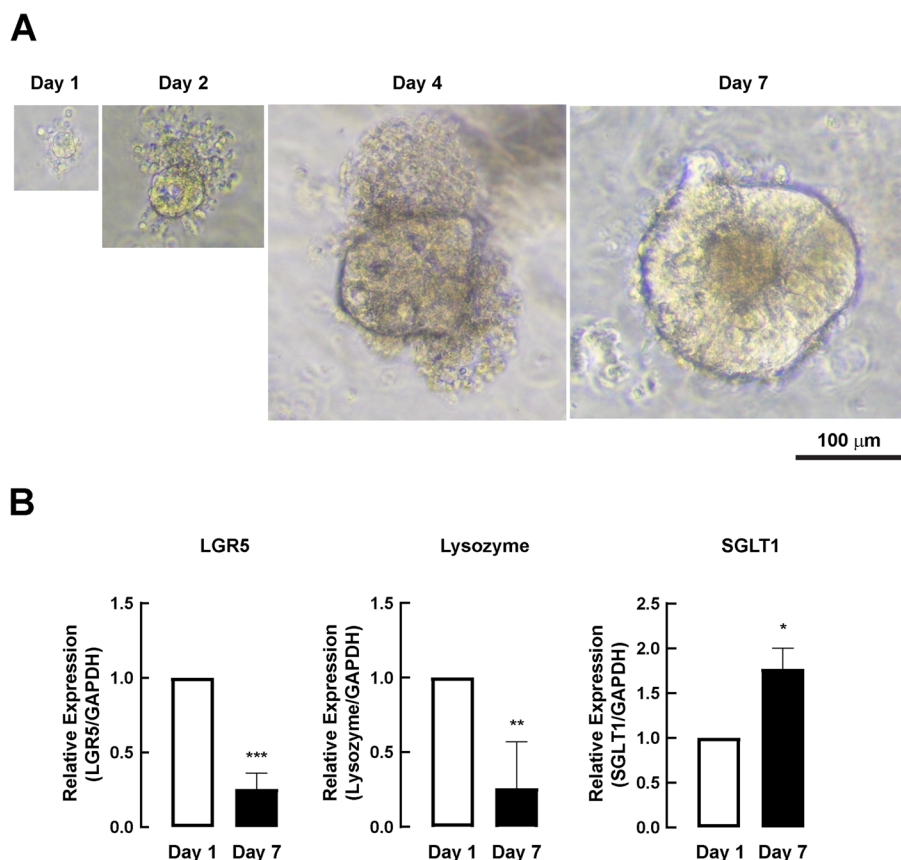 A
Day 1 Day 2 Day 4 Day 7
100 μm
B
LGR5 Lysozyme SGLT1
Relative Expression
(LGR5/GAPDH)
1.5
1.0
0.5
0.0
***
Day 1 Day 7
Relative Expression
(Lysozyme/GAPDH)
1.5
1.0
0.5
0.0
**
Day 1 Day 7
Relative Expression
(SGLT1/GAPDH)
2.5
2.0
1.5
1.0
0.5
0.0
*
Day 1 Day 7